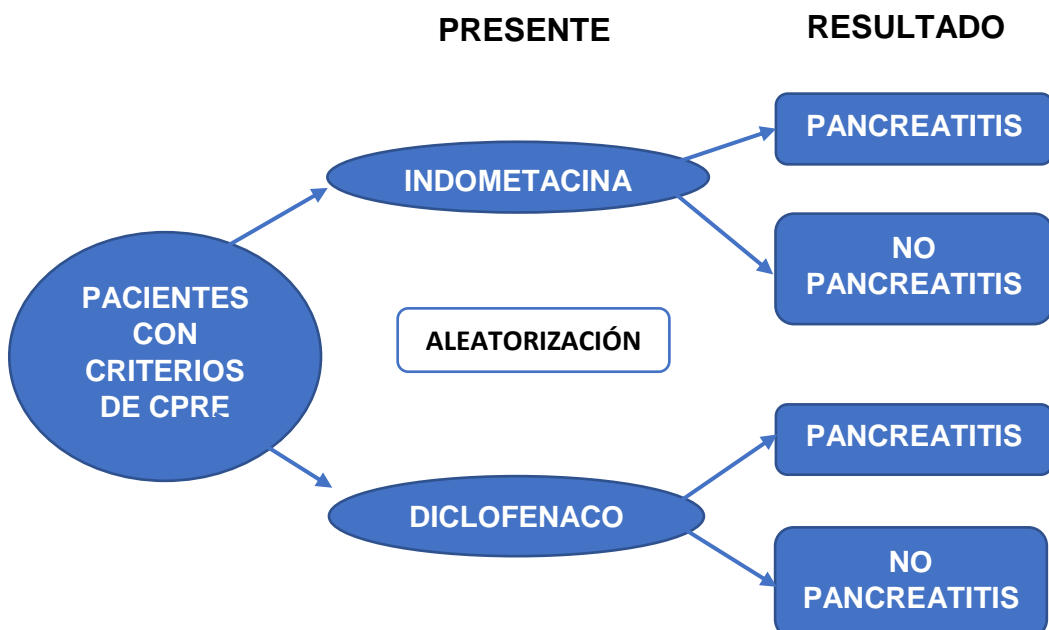 PRESENTE
RESULTADO
PACIENTES
CON
CRITERIOS
DE CPRE
INDOMETACINA
PANCREATITIS
NO
PANCREATITIS
ALEATORIZACIÓN
DICLOFENACO
PANCREATITIS
NO
PANCREATITIS